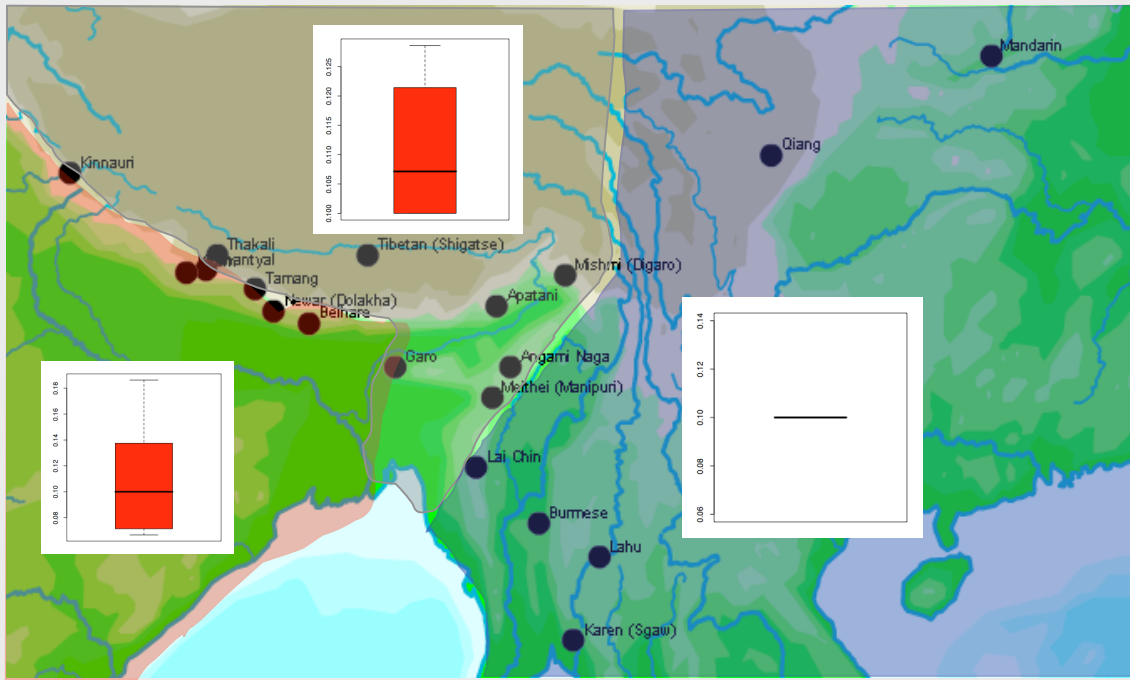 Mandarin
0.125
0.120
0.115
0.110
0.105
0.100
Qiang
Kinnauri
Thakali
Tibetan (Shigatse)
Mishmi (Digaro)
Tamang
Apatani
Newar (Dolakha)
Belhare
Garo
Angami Naga
Meithei (Manipuri)
0.14
0.12
0.10
0.08
0.06
0.18
0.16
0.14
0.12
0.10
0.08
Lai Chin
Burmese
Lahu
Karen (Sgaw)